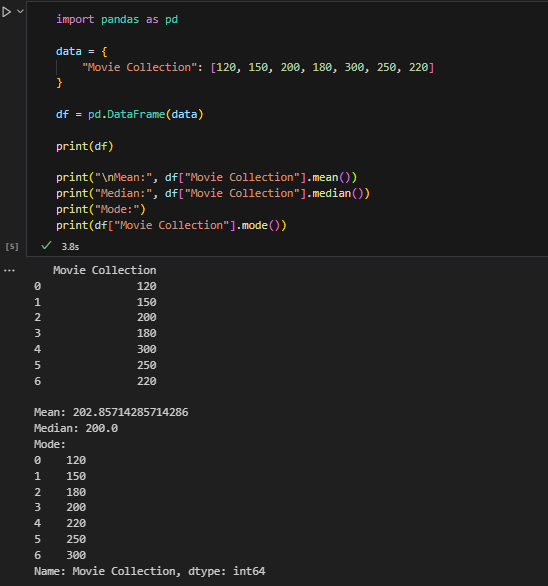 import pandas as pd
data = {
    "Movie Collection": [120, 150, 200, 180, 300, 250, 220]
}
df = pd.DataFrame(data)
print(df)
print("\nMean:", df["Movie Collection"].mean())
print("Median:", df["Movie Collection"].median())
print("Mode:")
print(df["Movie Collection"].mode())
[5] 3.8s
   Movie Collection
0               120
1               150
2               200
3               180
4               300
5               250
6               220
Mean: 202.85714285714286
Median: 200.0
Mode:
0    120
1    150
2    180
3    200
4    220
5    250
6    300
Name: Movie Collection, dtype: int64